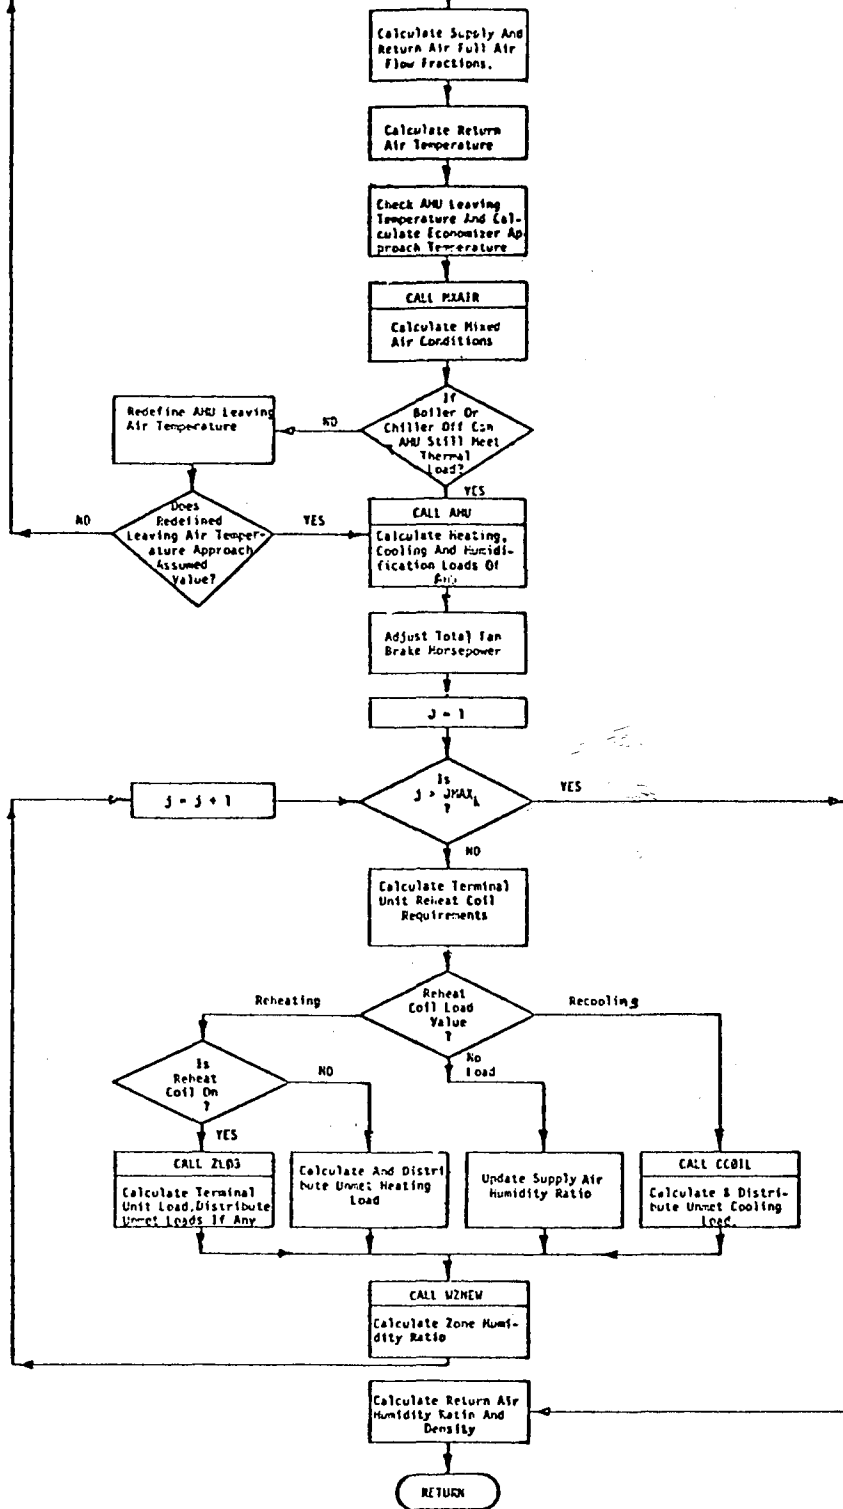 Calculate Supply And
Return Air Full Air
Flow Fractions.
Calculate Return
Air Temperature
Check AHU Leaving
Temperature And Cal-
culate Economizer Ap
proach Temperature
CALL MXAIR
Calculate Mixed
Air Conditions
If
Boiler Or
Chiller Off Can
AHU Still Meet
Thermal
Load?
NO
YES
Redefine AHU Leaving
Air Temperature
Does
Redefined
Leaving Air Temper-
ature Approach
Assumed
Value?
NO
YES
CALL AHU
Calculate Heating,
Cooling And Humidi-
fication Loads Of
AHU
Adjust Total Fan
Brake Horsepower
J = 1
j = j + 1
Is
j > JMAX
?
YES
NO
Calculate Terminal
Unit Reheat Coil
Requirements
Reheat
Coil Load
Value
?
Reheating
Recooling
No
Load
Is
Reheat
Coil On
?
NO
YES
CALL ZL03
Calculate Terminal
Unit Load,Distribute
Unmet Loads If Any
Calculate And Distri-
bute Unmet Heating
Load
Update Supply Air
Humidity Ratio
CALL CCOIL
Calculate & Distri-
bute Unmet Cooling
Load.
CALL WZNEW
Calculate Zone Humi-
dity Ratio
Calculate Return Air
Humidity Ratio And
Density
RETURN